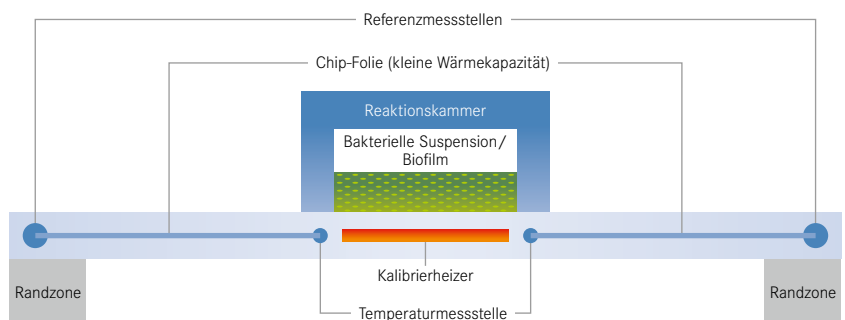 Referenzmessstellen
Chip-Folie (kleine Wärmekapazität)
Reaktionskammer
Bakterielle Suspension/
Biofilm
Kalibrierheizer
Randzone
Randzone
Temperaturmessstelle